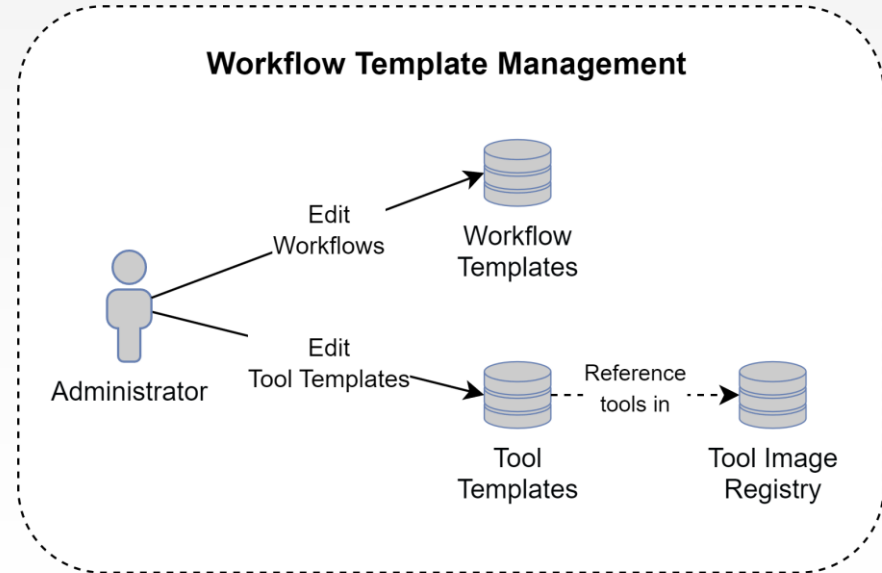 Workflow Template Management
Edit
Workflows
Workflow
Templates
Administrator
Edit
Tool Templates
Reference
tools in
Tool
Templates
Tool Image
Registry